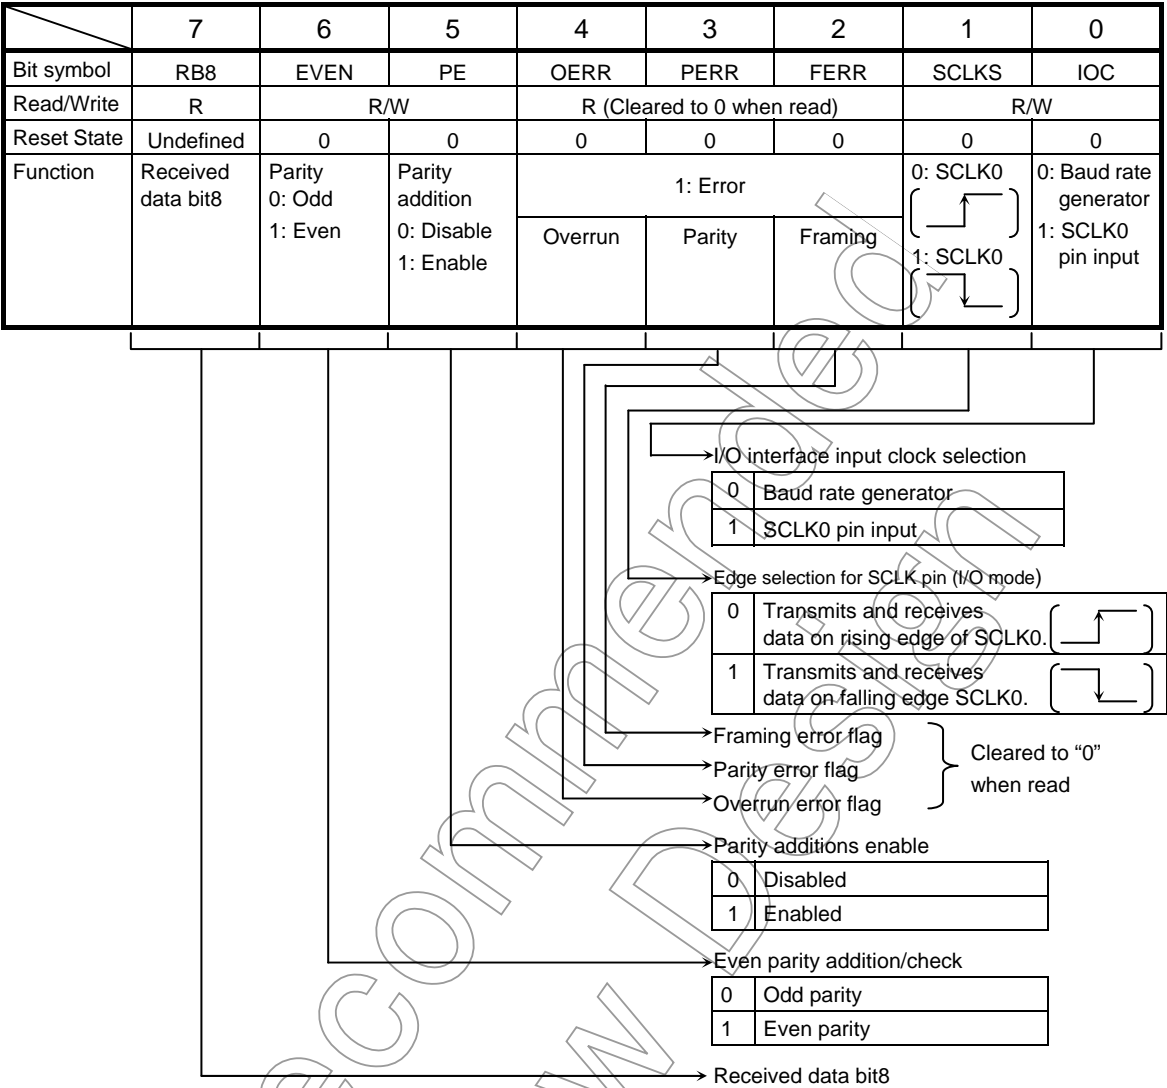 7 6 5 4 3 2 1 0
Bit symbol RB8 EVEN PE OERR PERR FERR SCLKS IOC
Read/Write R R/W R (Cleared to 0 when read) R/W
Reset State Undefined 0 0 0 0 0 0 0
Function
Received
data bit8
Parity
0: Odd
1: Even
Parity
addition
0: Disable
1: Enable
1: Error
Overrun Parity Framing
0: SCLK0
1: SCLK0
0: Baud rate
generator
1: SCLK0
pin input
I/O interface input clock selection
0 Baud rate generator
1 SCLK0 pin input
Edge selection for SCLK pin (I/O mode)
0 Transmits and receives
data on rising edge of SCLK0.
1 Transmits and receives
data on falling edge SCLK0.
Framing error flag
Parity error flag
Overrun error flag
Cleared to “0”
when read
Parity additions enable
0 Disabled
1 Enabled
Even parity addition/check
0 Odd parity
1 Even parity
Received data bit8
ecommended
w Design